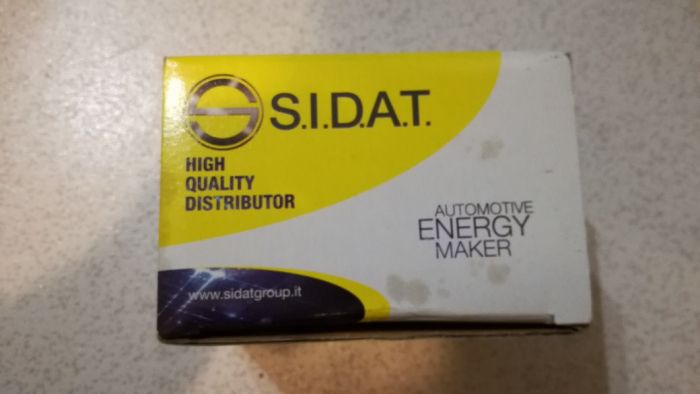 S.I.D.A.T.
HIGH
QUALITY
DISTRIBUTOR
AUTOMOTIVE
ENERGY
MAKER
www.sidatgroup.it